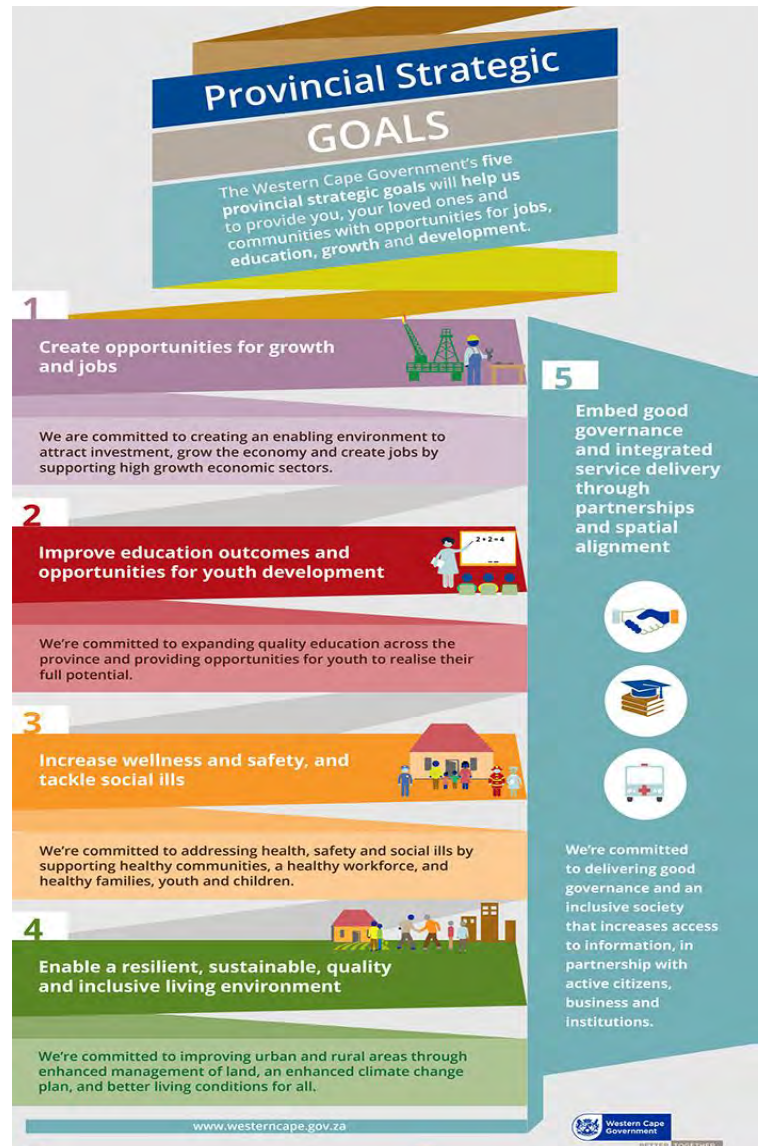 Provincial Strategic
GOALS
The Western Cape Government's five
provincial strategic goals will help us
to provide you, your loved ones and
communities with opportunities for jobs,
education, growth and development.
1
Create opportunities for growth
and jobs
We are committed to creating an enabling environment to
attract investment, grow the economy and create jobs by
supporting high growth economic sectors.
2
Improve education outcomes and
opportunities for youth development
2+2=4
We're committed to expanding quality education across the
province and providing opportunities for youth to realise their
full potential.
3
Increase wellness and safety, and
tackle social ills
We're committed to addressing health, safety and social ills by
supporting healthy communities, a healthy workforce, and
healthy families, youth and children.
4
Enable a resilient, sustainable, quality
and inclusive living environment
We're committed to improving urban and rural areas through
enhanced management of land, an enhanced climate change
plan, and better living conditions for all.
5
Embed good
governance
and integrated
service delivery
through
partnerships
and spatial
alignment
We're committed
to delivering good
governance and an
inclusive society
that increases access
to information, in
partnership with
active citizens,
business and
institutions.
www.westerncape.gov.za
Western Cape
Government
BETTER TOGETHER